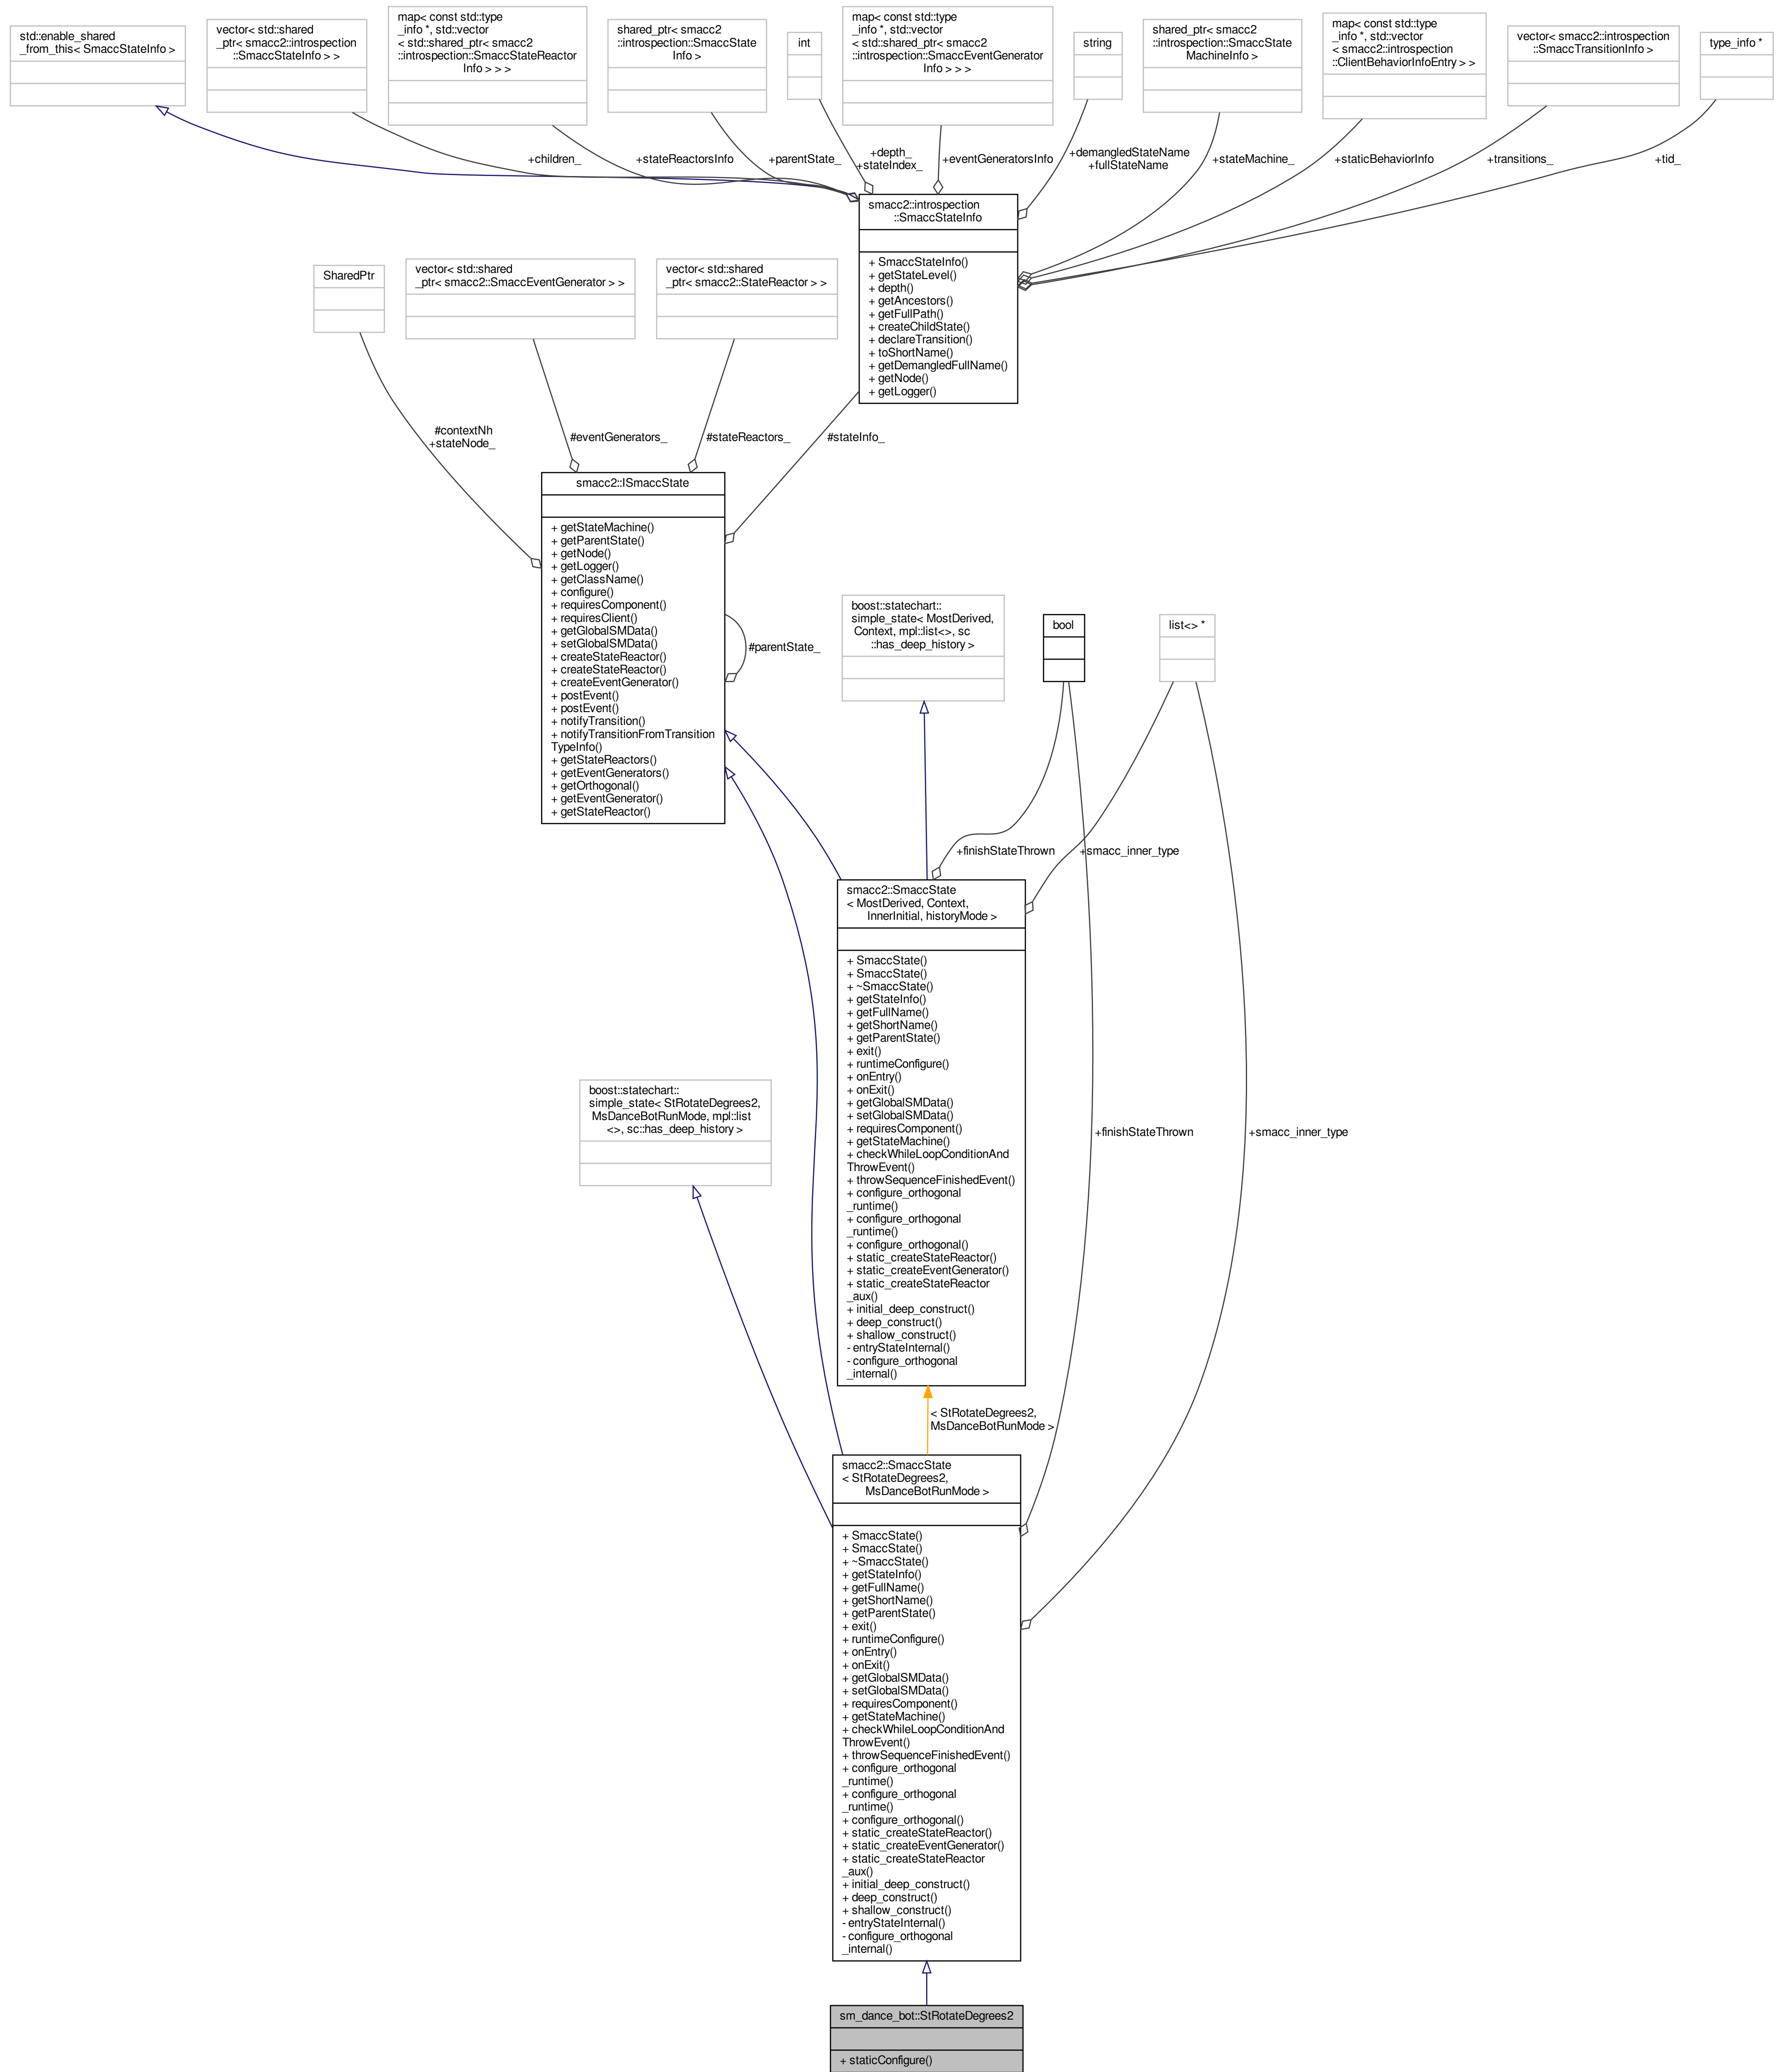 std::enable_shared
_from_this< SmaccStateInfo >
vector< std::shared
_ptr< smacc2::introspection
::SmaccStateInfo > >
map< const std::type
_info *, std::vector
< std::shared_ptr< smacc2
::introspection::SmaccStateReactor
Info > > >
shared_ptr< smacc2
::introspection::SmaccState
Info >
int
map< const std::type
_info *, std::vector
< std::shared_ptr< smacc2
::introspection::SmaccEventGenerator
Info > > >
string
shared_ptr< smacc2
::introspection::SmaccState
MachineInfo >
map< const std::type
_info *, std::vector
< smacc2::introspection
::ClientBehaviorInfoEntry > >
vector< smacc2::introspection
::SmaccTransitionInfo >
type_info *
+children_
+stateReactorsInfo
+parentState_
+depth_
+stateIndex_
+eventGeneratorsInfo
+demangledStateName
+fullStateName
+stateMachine_
+staticBehaviorInfo
+transitions_
+tid_
smacc2::introspection
::SmaccStateInfo
+ SmaccStateInfo()
+ getStateLevel()
+ depth()
+ getAncestors()
+ getFullPath()
+ createChildState()
+ declareTransition()
+ toShortName()
+ getDemangledFullName()
+ getNode()
+ getLogger()
SharedPtr
vector< std::shared
_ptr< smacc2::SmaccEventGenerator > >
vector< std::shared
_ptr< smacc2::StateReactor > >
#contextNh
+stateNode_
#eventGenerators_
#stateReactors_
#stateInfo_
smacc2::ISmaccState
+ getStateMachine()
+ getParentState()
+ getNode()
+ getLogger()
+ getClassName()
+ configure()
+ requiresComponent()
+ requiresClient()
+ getGlobalSMData()
+ setGlobalSMData()
+ createStateReactor()
+ createStateReactor()
+ createEventGenerator()
+ postEvent()
+ postEvent()
+ notifyTransition()
+ notifyTransitionFromTransition
TypeInfo()
+ getStateReactors()
+ getEventGenerators()
+ getOrthogonal()
+ getEventGenerator()
+ getStateReactor()
#parentState_
boost::statechart::
simple_state< MostDerived,
Context, mpl::list<>, sc
::has_deep_history >
bool
list<> *
+finishStateThrown
+smacc_inner_type
smacc2::SmaccState
< MostDerived, Context,
InnerInitial, historyMode >
+ SmaccState()
+ SmaccState()
+ ~SmaccState()
+ getStateInfo()
+ getFullName()
+ getShortName()
+ getParentState()
+ exit()
+ runtimeConfigure()
+ onEntry()
+ onExit()
+ getGlobalSMData()
+ setGlobalSMData()
+ requiresComponent()
+ getStateMachine()
+ checkWhileLoopConditionAnd
ThrowEvent()
+ throwSequenceFinishedEvent()
+ configure_orthogonal
_runtime()
+ configure_orthogonal
_runtime()
+ configure_orthogonal()
+ static_createStateReactor()
+ static_createEventGenerator()
+ static_createStateReactor
_aux()
+ initial_deep_construct()
+ deep_construct()
+ shallow_construct()
- entryStateInternal()
- configure_orthogonal
_internal()
boost::statechart::
simple_state< StRotateDegrees2,
MsDanceBotRunMode, mpl::list
<>, sc::has_deep_history >
+finishStateThrown
+smacc_inner_type
< StRotateDegrees2,
MsDanceBotRunMode >
smacc2::SmaccState
< StRotateDegrees2,
MsDanceBotRunMode >
+ SmaccState()
+ SmaccState()
+ ~SmaccState()
+ getStateInfo()
+ getFullName()
+ getShortName()
+ getParentState()
+ exit()
+ runtimeConfigure()
+ onEntry()
+ onExit()
+ getGlobalSMData()
+ setGlobalSMData()
+ requiresComponent()
+ getStateMachine()
+ checkWhileLoopConditionAnd
ThrowEvent()
+ throwSequenceFinishedEvent()
+ configure_orthogonal
_runtime()
+ configure_orthogonal
_runtime()
+ configure_orthogonal()
+ static_createStateReactor()
+ static_createEventGenerator()
+ static_createStateReactor
_aux()
+ initial_deep_construct()
+ deep_construct()
+ shallow_construct()
- entryStateInternal()
- configure_orthogonal
_internal()
sm_dance_bot::StRotateDegrees2
+ staticConfigure()